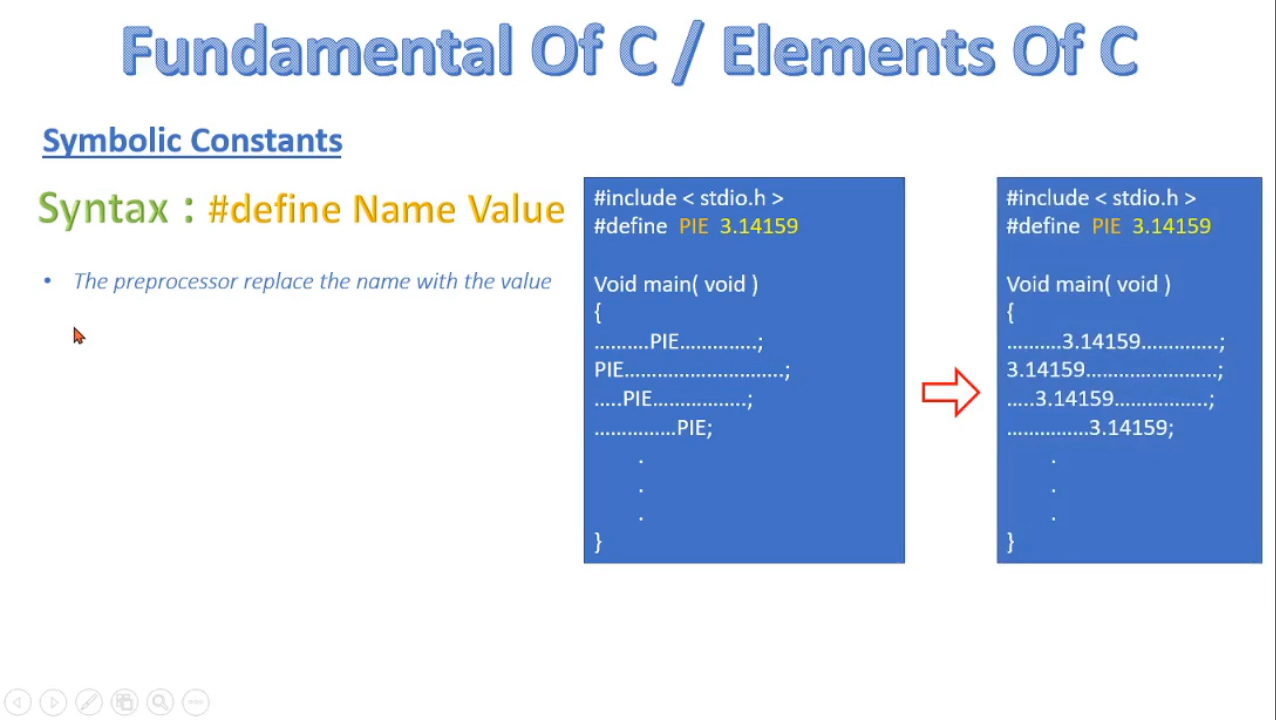 Fundamental Of C / Elements Of C
Symbolic Constants
Syntax : #define Name Value
• The preprocessor replace the name with the value
#include < stdio.h >
#define PIE 3.14159
Void main( void )
{
..........PIE..............;
PIE.............................;
.....PIE.................;
...............PIE;
.
.
.
}
#include < stdio.h >
#define PIE 3.14159
Void main( void )
{
..........3.14159..............;
3.14159........................;
.....3.14159.................;
...............3.14159;
.
.
.
}